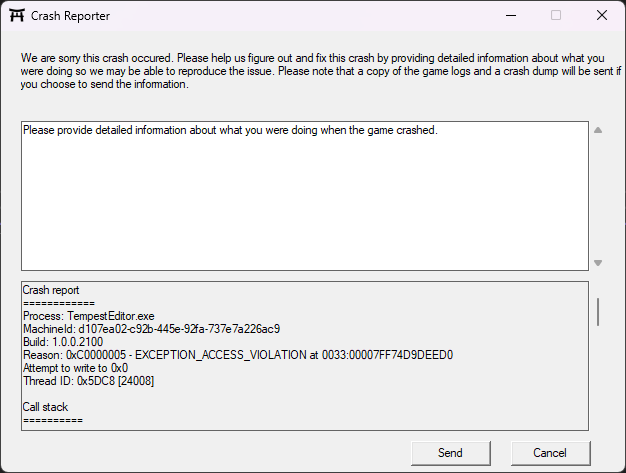 Crash Reporter
We are sorry this crash occured. Please help us figure out and fix this crash by providing detailed information about what you
were doing so we may be able to reproduce the issue. Please note that a copy of the game logs and a crash dump will be sent if
you choose to send the information.
Please provide detailed information about what you were doing when the game crashed.
Crash report
============
Process: TempestEditor.exe
MachineId: d107ea02-c92b-445e-92fa-737e7a226ac9
Build: 1.0.0.2100
Reason: 0xC0000005 - EXCEPTION_ACCESS_VIOLATION at 0033:00007FF74D9DEED0
Attempt to write to 0x0
Thread ID: 0x5DC8 [24008]
Call stack
==========
Send Cancel